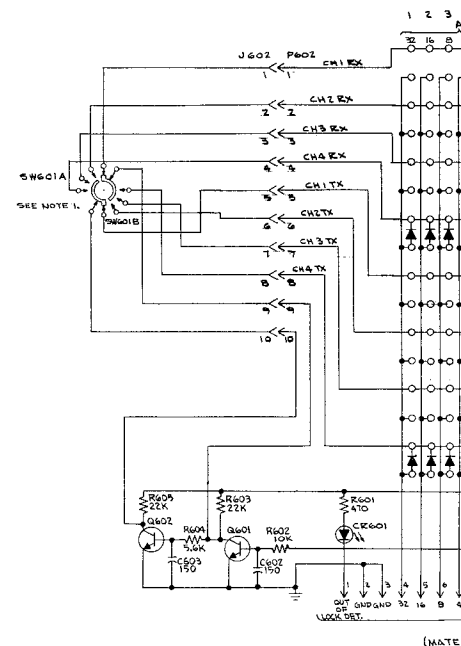 1 2 3
32 16 8
J602 P602
1 1 CH1 RX
2 2 CH2 RX
3 3 CH3 RX
4 4 CH4 RX
SW601A
5 5 CH1 TX
SEE NOTE 1.
SW601B
6 6 CH2 TX
7 7 CH3 TX
8 8 CH4 TX
9 9
10 10
R605
22K
R603
22K
R601
470
Q602
R604
5.6K
Q601
R602
10K
CR601
C603
150
C602
150
1 2 3 4 5 6
OUT OF LOCK DET.
GND GND 32 16 8 4
(MATE